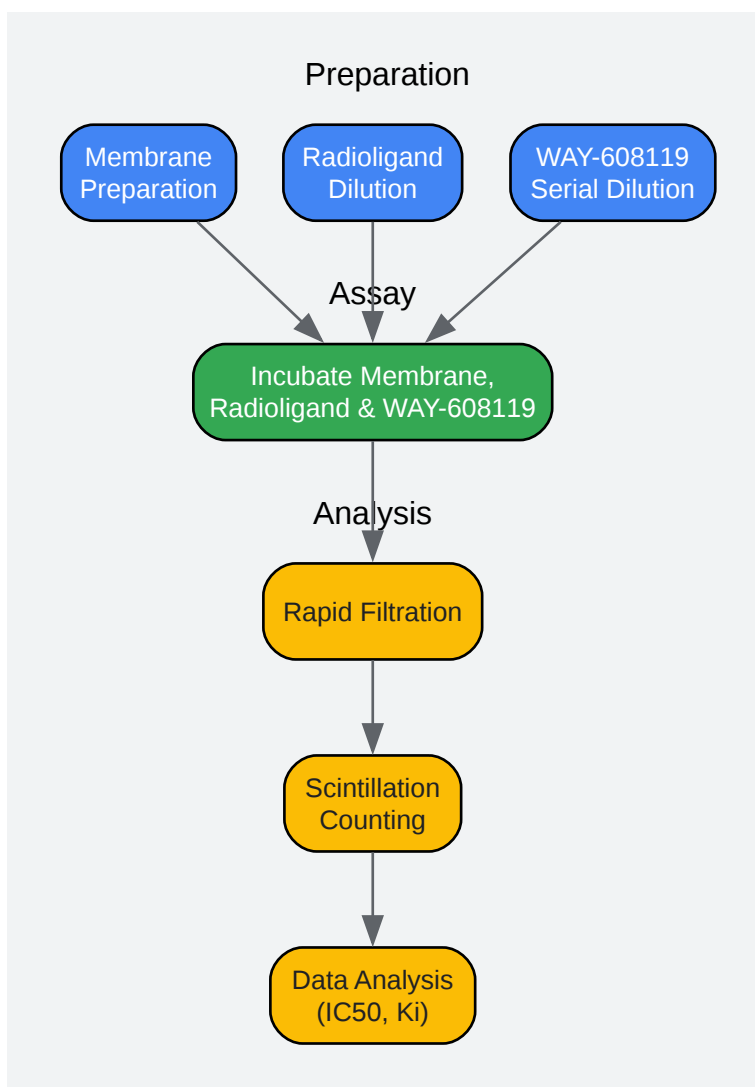 Preparation
Membrane
Preparation
Radioligand
Dilution
WAY-608119
Serial Dilution
Assay
Incubate Membrane,
Radioligand & WAY-608119
Analysis
Rapid Filtration
Scintillation
Counting
Data Analysis
(IC50, Ki)